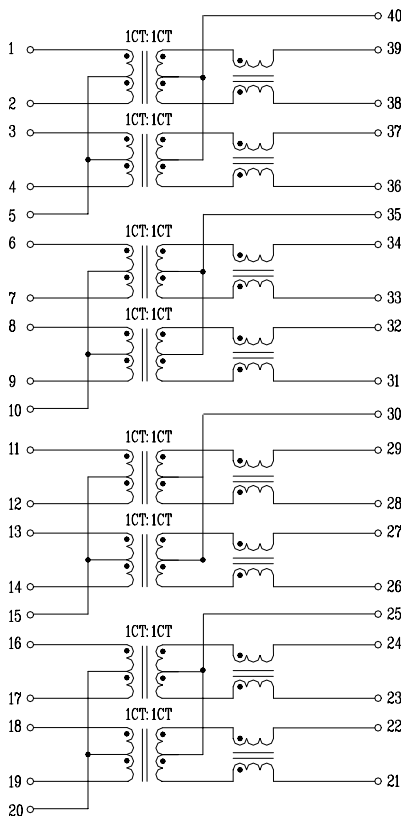 40
1CT:1CT
1 39
2 38
3 1CT:1CT 37
4 36
5
35
1CT:1CT
6 34
7 33
8 1CT:1CT 32
9 31
10
30
1CT:1CT
11 29
12 28
13 1CT:1CT 27
14 26
15
25
1CT:1CT
16 24
17 23
18 1CT:1CT 22
19 21
20